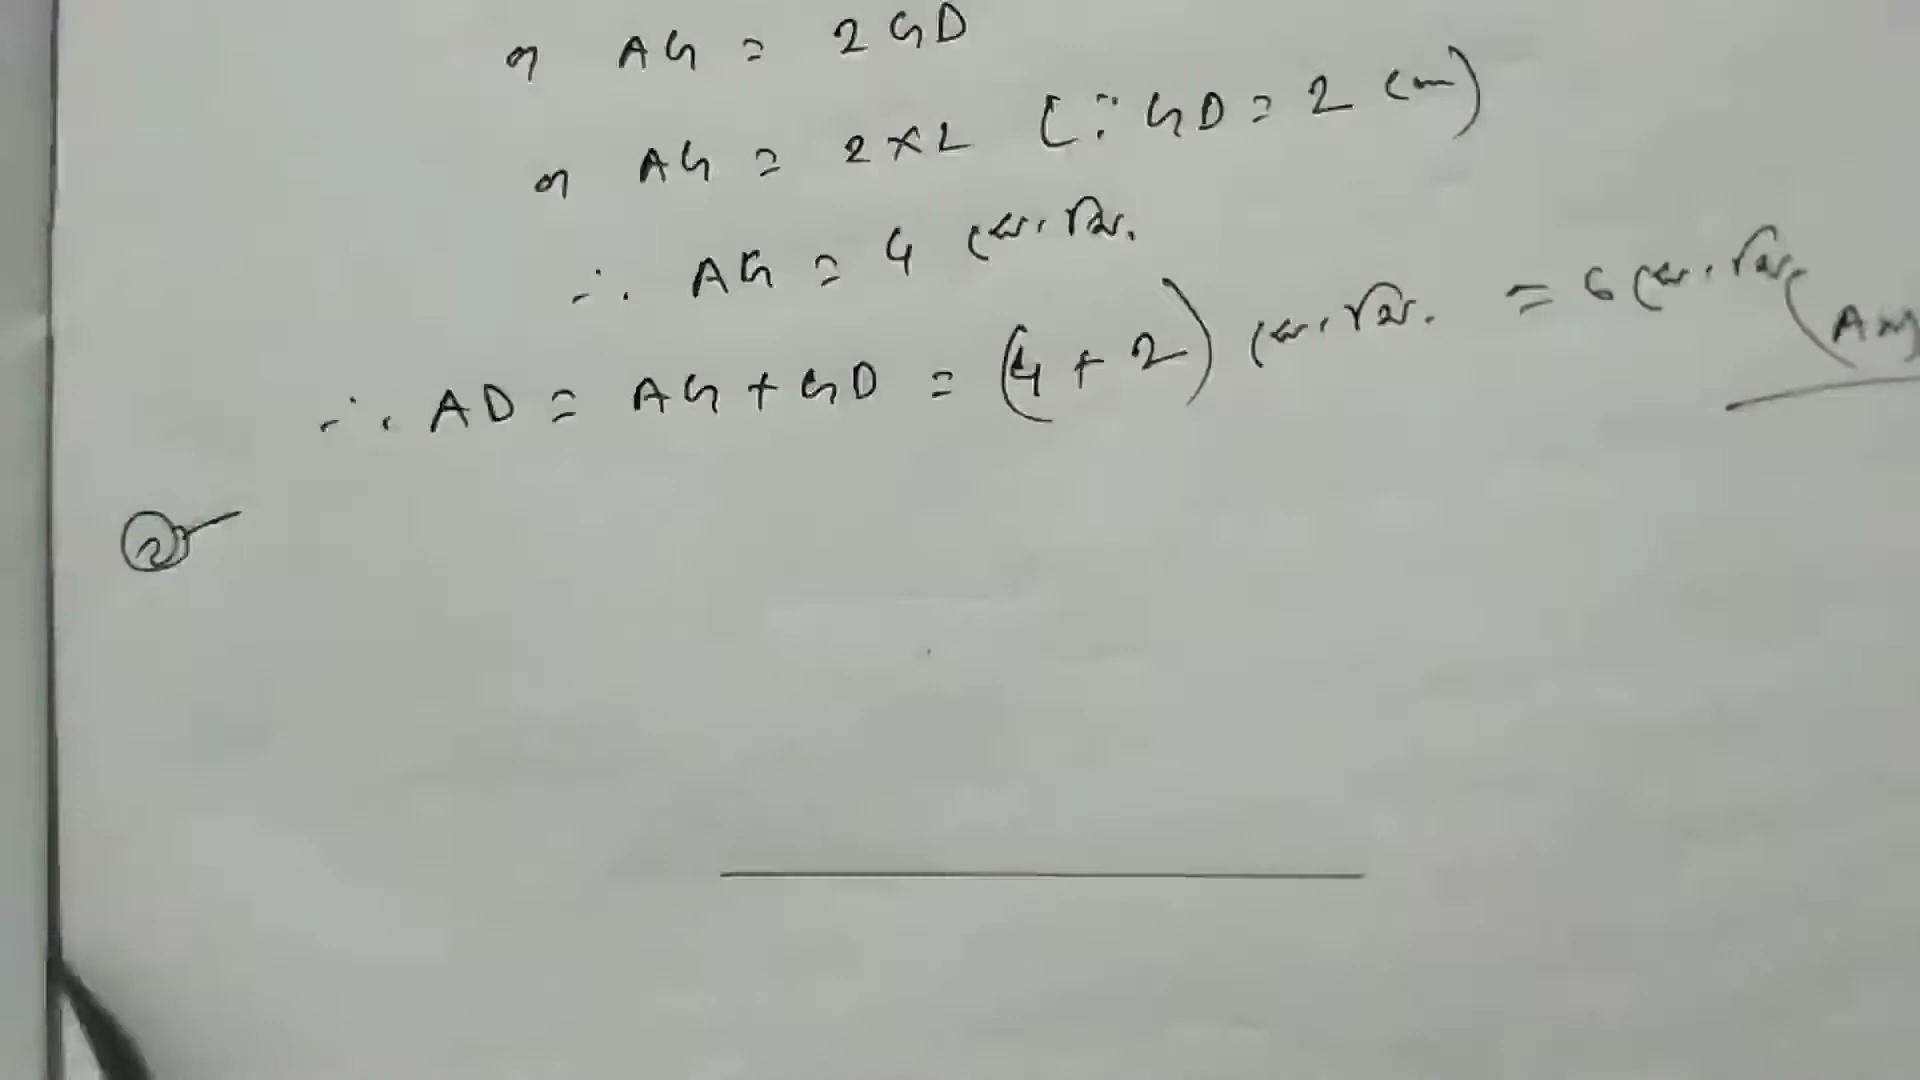 বা AG = 2GD
বা AG = 2×2 (∵ GD = 2 cm)
∴ AG = 4 সে. মি.
∴ AD = AG + GD = (4 + 2) সে. মি. = 6 সে. মি. (Ans
②